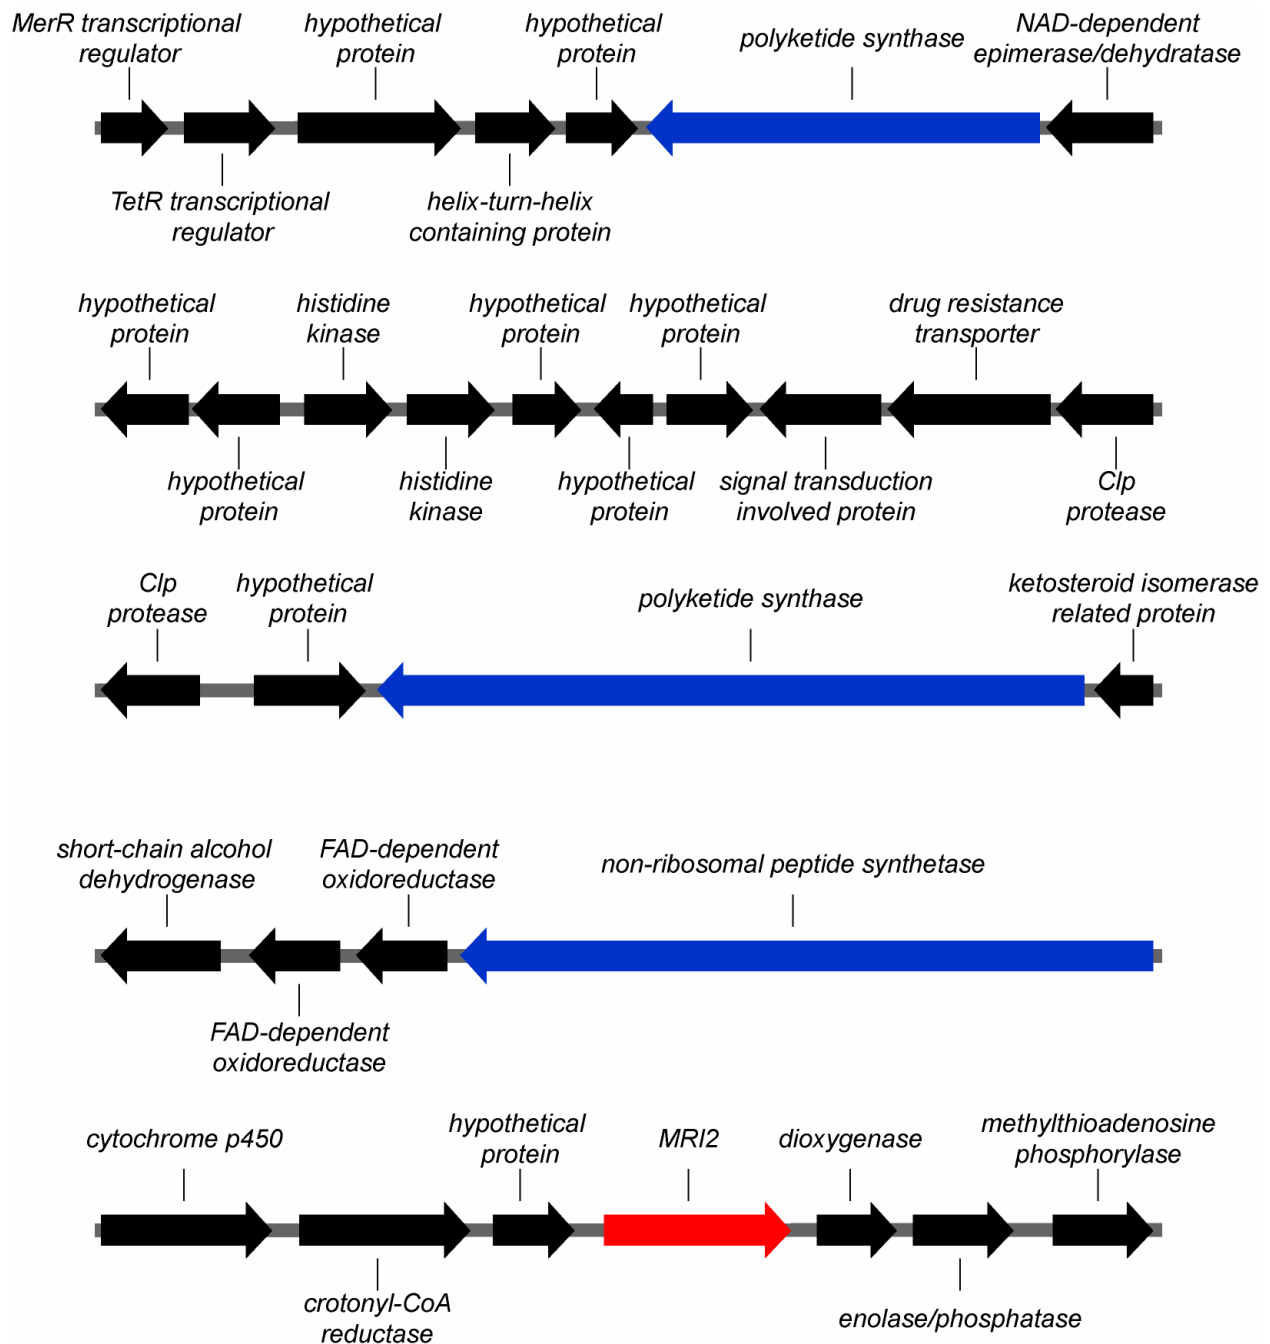 MerR transcriptional
regulator
hypothetical
protein
hypothetical
protein
polyketide synthase
NAD-dependent
epimerase/dehydratase
TetR transcriptional
regulator
helix-turn-helix
containing protein
hypothetical
protein
histidine
kinase
hypothetical
protein
hypothetical
protein
drug resistance
transporter
hypothetical
protein
histidine
kinase
hypothetical
protein
signal transduction
involved protein
Clp
protease
Clp
protease
hypothetical
protein
polyketide synthase
ketosteroid isomerase
related protein
short-chain alcohol
dehydrogenase
FAD-dependent
oxidoreductase
non-ribosomal peptide synthetase
FAD-dependent
oxidoreductase
cytochrome p450
hypothetical
protein
MRI2
dioxygenase
methylthioadenosine
phosphorylase
crotonyl-CoA
reductase
enolase/phosphatase